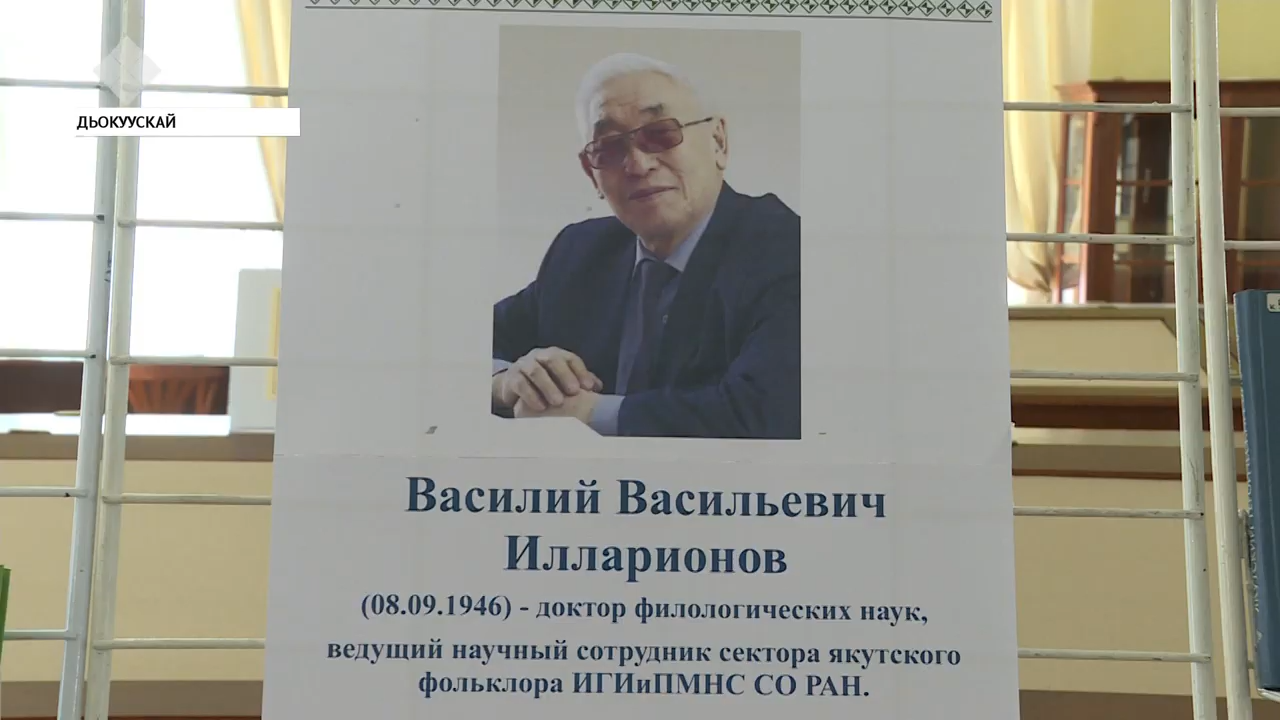 ДЬОКУУСКАЙ
Василий Васильевич
Илларионов
(08.09.1946) - доктор филологических наук,
ведущий научный сотрудник сектора якутского
фольклора ИГИиПМНС СО РАН.